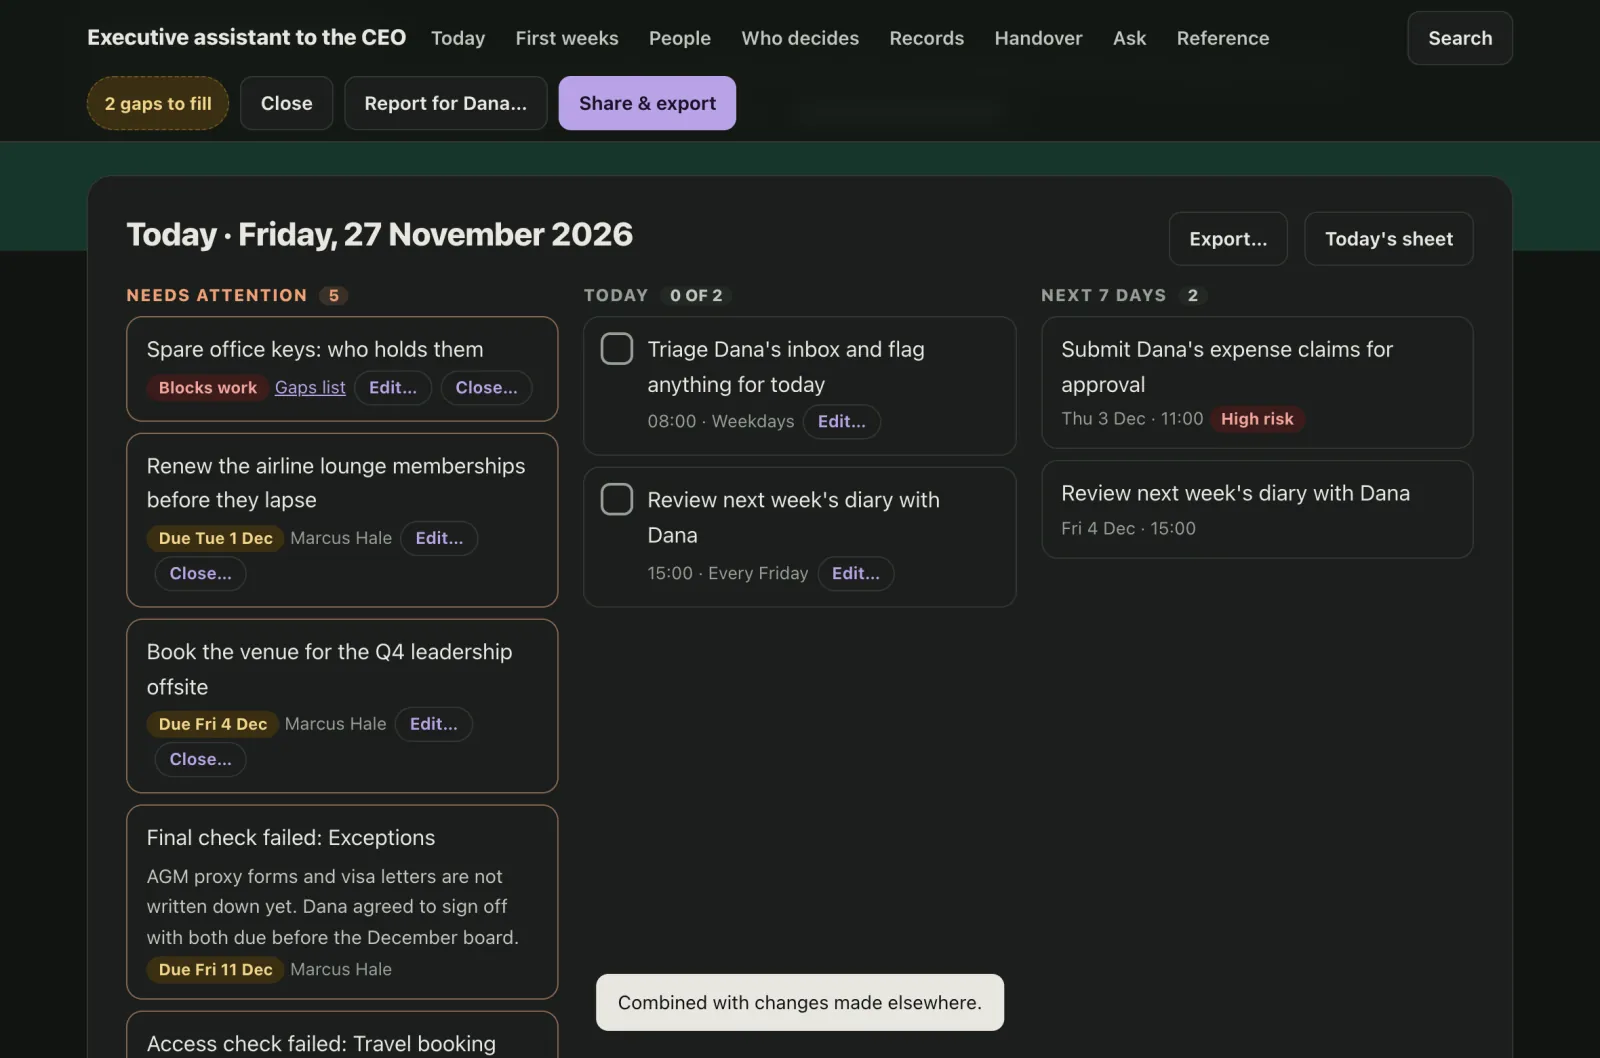 Executive assistant to the CEO Today First weeks People Who decides Records Handover Ask Reference Search
2 gaps to fill Close Report for Dana... Share & export
Today · Friday, 27 November 2026
Export... Today's sheet
NEEDS ATTENTION 5
Spare office keys: who holds them
Blocks work Gaps list Edit... Close...
Renew the airline lounge memberships
before they lapse
Due Tue 1 Dec Marcus Hale Edit...
Close...
Book the venue for the Q4 leadership
offsite
Due Fri 4 Dec Marcus Hale Edit...
Close...
Final check failed: Exceptions
AGM proxy forms and visa letters are not
written down yet. Dana agreed to sign off
with both due before the December board.
Due Fri 11 Dec Marcus Hale
Access check failed: Travel booking
TODAY 0 OF 2
Triage Dana's inbox and flag
anything for today
08:00 · Weekdays Edit...
Review next week's diary with
Dana
15:00 · Every Friday Edit...
NEXT 7 DAYS 2
Submit Dana's expense claims for
approval
Thu 3 Dec · 11:00 High risk
Review next week's diary with Dana
Fri 4 Dec · 15:00
Combined with changes made elsewhere.